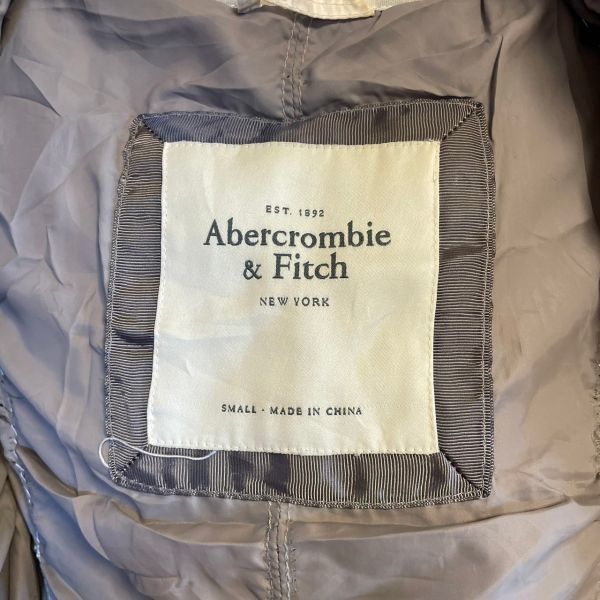 EST. 1892
Abercrombie
& Fitch
NEW YORK
SMALL - MADE IN CHINA